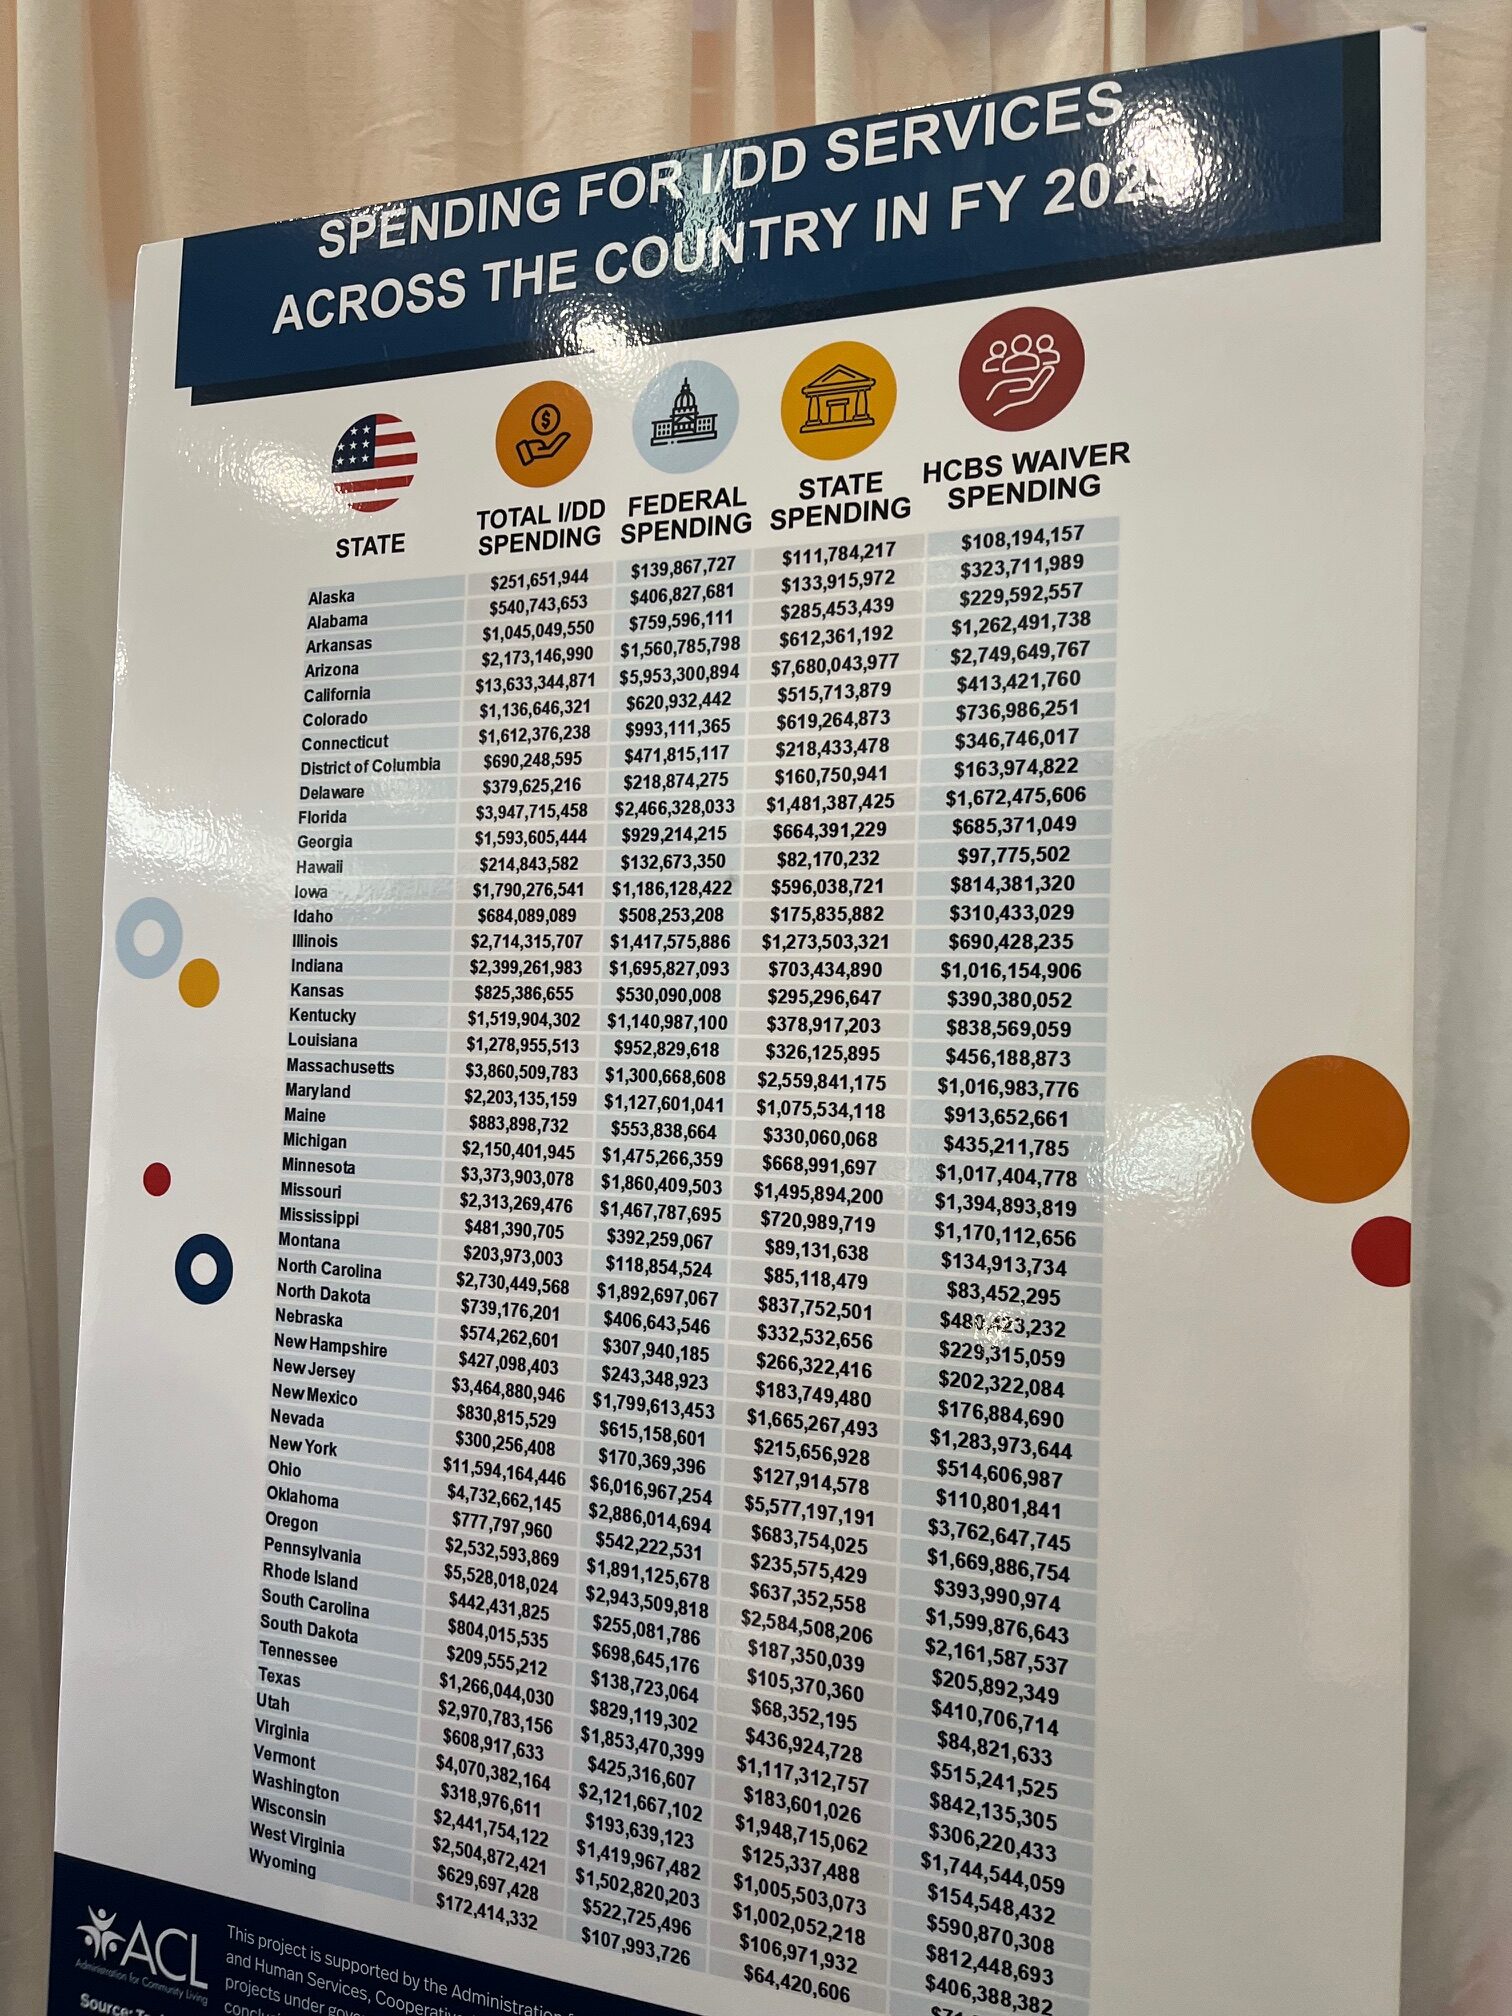 SPENDING FOR I/DD SERVICES
ACROSS THE COUNTRY IN FY
STATE TOTAL I/DD SPENDING FEDERAL SPENDING STATE SPENDING HCBS WAIVER SPENDING
Alaska $251,651,944 $139,867,727 $111,784,217 $108,194,157
Alabama $540,743,653 $406,827,681 $133,915,972 $323,711,989
Arkansas $1,045,049,550 $759,596,111 $285,453,439 $229,592,557
Arizona $2,173,146,990 $1,560,785,798 $612,361,192 $1,262,491,738
California $13,633,344,871 $5,953,300,894 $7,680,043,977 $2,749,649,767
Colorado $1,136,646,321 $620,932,442 $515,713,879 $413,421,760
Connecticut $1,612,376,238 $993,111,365 $619,264,873 $736,986,251
District of Columbia $690,248,595 $471,815,117 $218,433,478 $346,746,017
Delaware $379,625,216 $218,874,275 $160,750,941 $163,974,822
Florida $3,947,715,458 $2,466,328,033 $1,481,387,425 $1,672,475,606
Georgia $1,593,605,444 $929,214,215 $664,391,229 $685,371,049
Hawaii $214,843,582 $132,673,350 $82,170,232 $97,775,502
Iowa $1,790,276,541 $1,186,128,422 $596,038,721 $814,381,320
Idaho $684,089,089 $508,253,208 $175,835,882 $310,433,029
Illinois $2,714,315,707 $1,417,575,886 $1,273,503,321 $690,428,235
Indiana $2,399,261,983 $1,695,827,093 $703,434,890 $1,016,154,906
Kansas $825,386,655 $530,090,008 $295,296,647 $390,380,052
Kentucky $1,519,904,302 $1,140,987,100 $378,917,203 $838,569,059
Louisiana $1,278,955,513 $952,829,618 $326,125,895 $456,188,873
Massachusetts $3,860,509,783 $1,300,668,608 $2,559,841,175 $1,016,983,776
Maryland $2,203,135,159 $1,127,601,041 $1,075,534,118 $913,652,661
Maine $883,898,732 $553,838,664 $330,060,068 $435,211,785
Michigan $2,150,401,945 $1,475,266,359 $668,991,697 $1,017,404,778
Minnesota $3,373,903,078 $1,860,409,503 $1,495,894,200 $1,394,893,819
Missouri $2,313,269,476 $1,467,787,695 $720,989,719 $1,170,112,656
Mississippi $481,390,705 $392,259,067 $89,131,638 $134,913,734
Montana $203,973,003 $118,854,524 $85,118,479 $83,452,295
North Carolina $2,730,449,568 $1,892,697,067 $837,752,501
North Dakota $739,176,201 $406,643,546 $332,532,656 $229,315,059
Nebraska $574,262,601 $307,940,185 $266,322,416 $202,322,084
New Hampshire $427,098,403 $243,348,923 $183,749,480 $176,884,690
New Jersey $3,464,880,946 $1,799,613,453 $1,665,267,493 $1,283,973,644
New Mexico $830,815,529 $615,158,601 $215,656,928 $514,606,987
Nevada $300,256,408 $170,369,396 $127,914,578 $110,801,841
New York $11,594,164,446 $6,016,967,254 $5,577,197,191 $3,762,647,745
Ohio $4,732,662,145 $2,886,014,694 $683,754,025 $1,669,886,754
Oklahoma $777,797,960 $542,222,531 $235,575,429 $393,990,974
Oregon $2,532,593,869 $1,891,125,678 $637,352,558 $1,599,876,643
Pennsylvania $5,528,018,024 $2,943,509,818 $2,584,508,206 $2,161,587,537
Rhode Island $442,431,825 $255,081,786 $187,350,039 $205,892,349
South Carolina $804,015,535 $698,645,176 $105,370,360 $410,706,714
South Dakota $209,555,212 $138,723,064 $68,352,195 $84,821,633
Tennessee $1,266,044,030 $829,119,302 $436,924,728 $515,241,525
Texas $2,970,783,156 $1,853,470,399 $1,117,312,757 $842,135,305
Utah $608,917,633 $425,316,607 $183,601,026 $306,220,433
Virginia $4,070,382,164 $2,121,667,102 $1,948,715,062 $1,744,544,059
Vermont $318,976,611 $193,639,123 $125,337,488 $154,548,432
Washington $2,441,754,122 $1,419,967,482 $1,005,503,073 $590,870,308
Wisconsin $2,504,872,421 $1,502,820,203 $1,002,052,218 $812,448,693
West Virginia $629,697,428 $522,725,496 $106,971,932 $406,388,382
Wyoming $172,414,332 $107,993,726 $64,420,606
ACL
Administration for Community Living
This project is supported by the Administration
and Human Services,
projects under
Source: